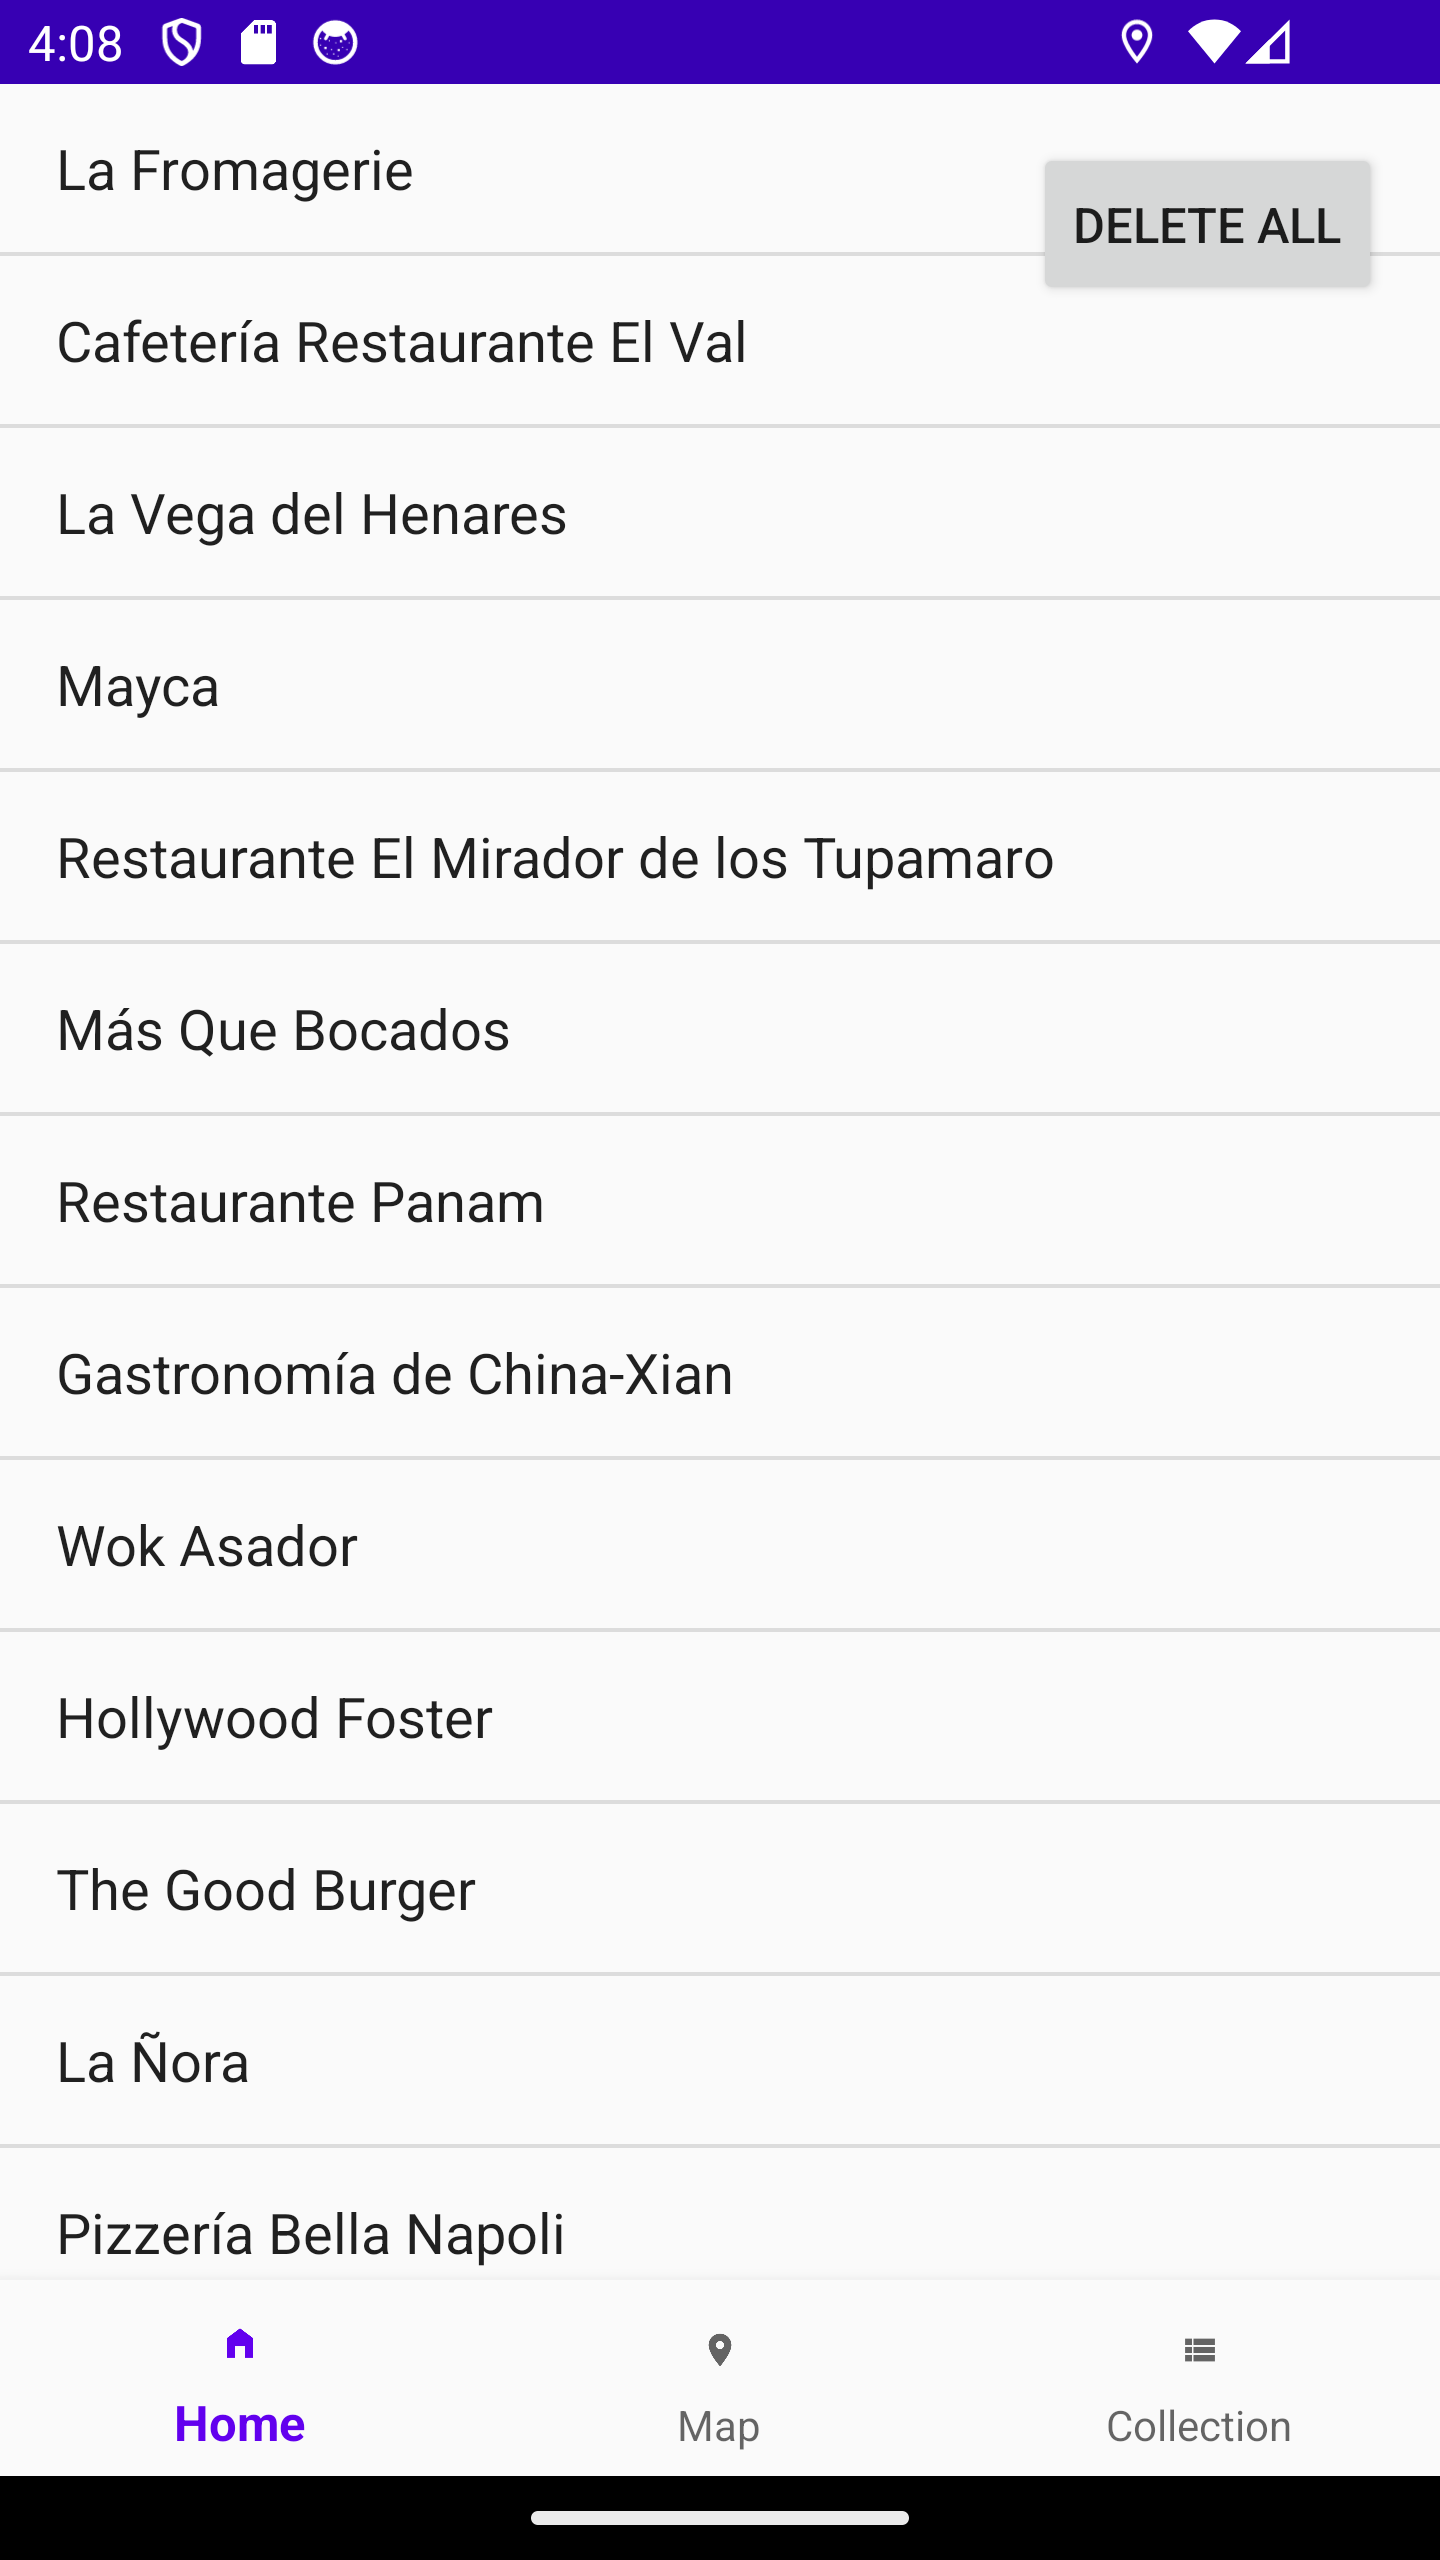 4:08
La Fromagerie
DELETE ALL
Cafetería Restaurante El Val
La Vega del Henares
Mayca
Restaurante El Mirador de los Tupamaro
Más Que Bocados
Restaurante Panam
Gastronomía de China-Xian
Wok Asador
Hollywood Foster
The Good Burger
La Ñora
Pizzería Bella Napoli
Home
Map
Collection